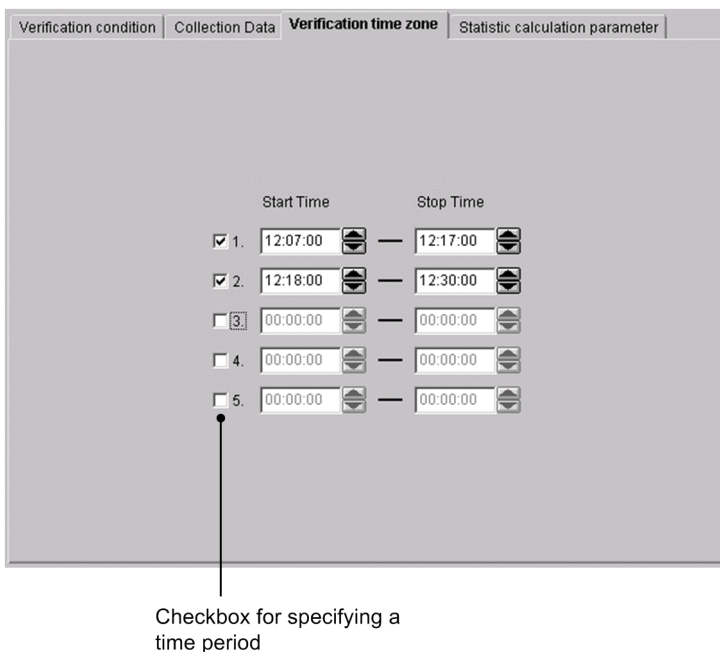 Verification condition Collection Data Verification time zone Statistic calculation parameter
Start Time Stop Time
1. 12:07:00 12:17:00
2. 12:18:00 12:30:00
3. 00:00:00 00:00:00
4. 00:00:00 00:00:00
5. 00:00:00 00:00:00
Checkbox for specifying a
time period